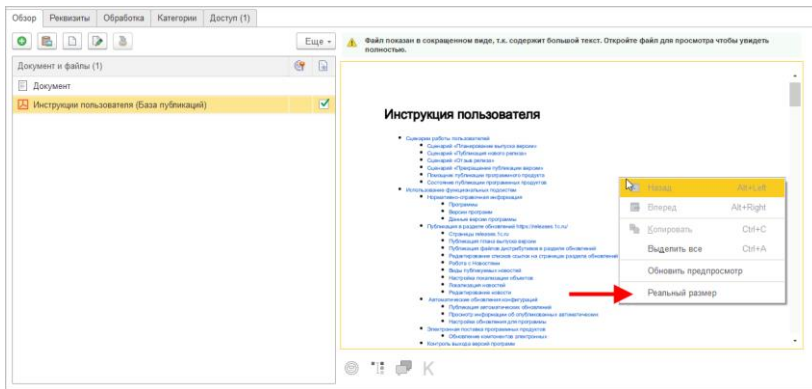 Обзор Реквизиты Обработка Категории Доступ (1)
Еще
Файл показан в сокращенном виде, т.к. содержит большой текст. Откройте файл для просмотра чтобы увидеть
полностью.
Документ и файлы (1)
Документ
Инструкции пользователя (База публикаций)
Инструкция пользователя
Сценарии работы пользователей
Сценарий «Планирование выпуска версии»
Сценарий «Публикация нового релиза»
Сценарий «Отзыв релиза»
Сценарий «Прекращение публикации версии»
Помощник публикации программного продукта
Состояние публикации программных продуктов
Использование функциональных подсистем
Нормативно-справочная информация
Программы
Версии программ
Данные версии программы
Публикация в разделе обновлений https://releases.1c.ru/
Страницы releases.1c.ru
Публикация плана выпуска версии
Публикация файлов дистрибутивов в разделе обновлений
Редактирование списков ссылок на страницах раздела обновлений
Работа с Новостями
Виды публикуемых новостей
Настройка локализации объектов
Локализация новостей
Редактирование новости
Автоматические обновления конфигураций
Публикация автоматических обновлений
Просмотр информации об опубликованных автоматических
Настройка обновления для программы
Электронная поставка программных продуктов
Обновление компонентов электронных
Контроль выхода версий программ
Назад Alt+Left
Вперед Alt+Right
Копировать Ctrl+C
Выделить все Ctrl+A
Обновить предпросмотр
Реальный размер
K